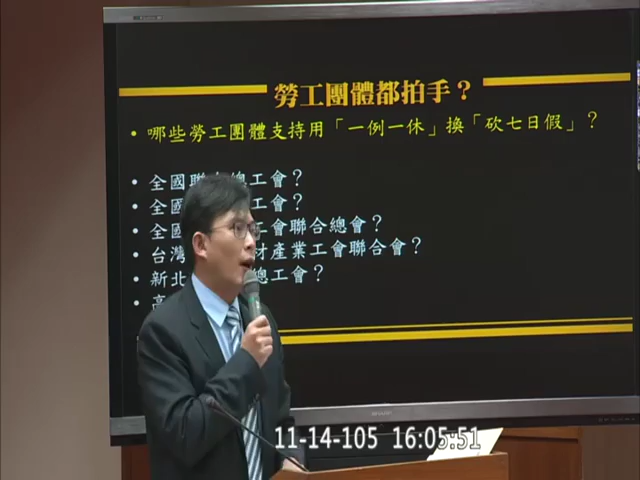 勞工團體都拍手？
• 哪些勞工團體支持用「一例一休」換「砍七日假」？
• 全國聯 總工會？
• 全國 工會？
• 全國 工會聯合總會？
• 台灣 財產業工會聯合會？
• 新北 總工會？
• 高
SHARP
11-14-105 16:05:51